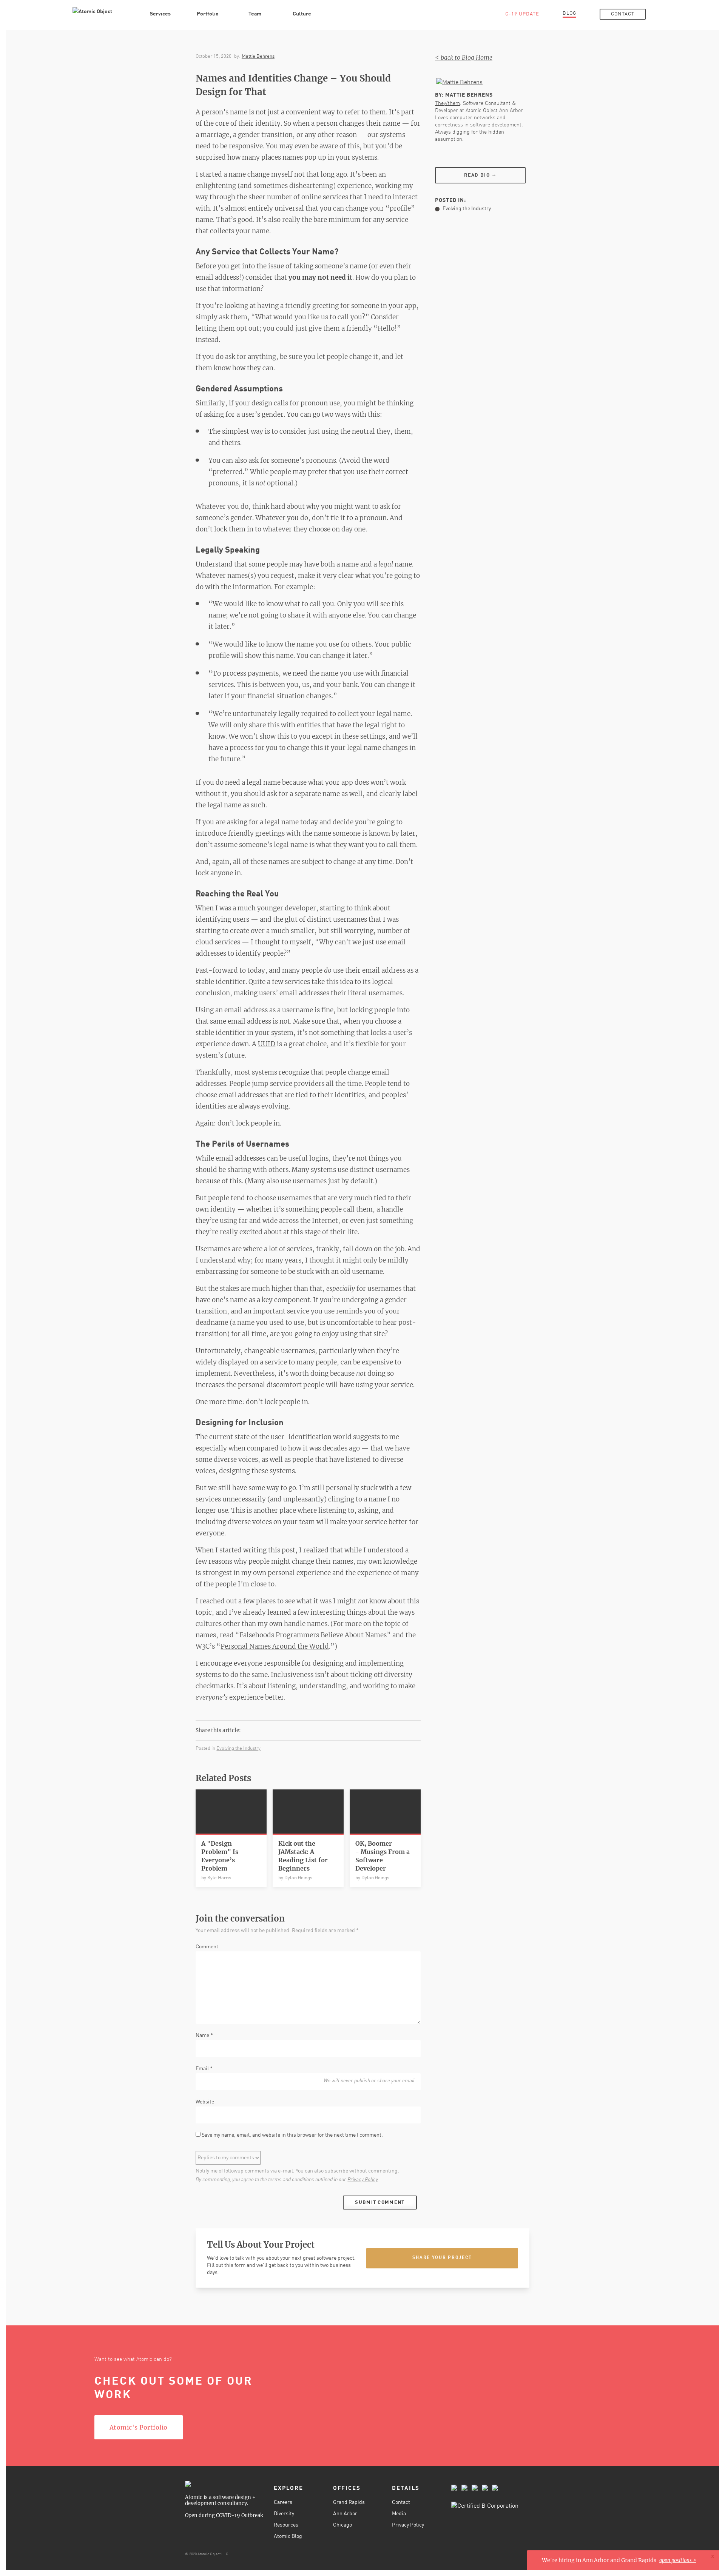 Atomic Object
Services
Portfolio
Team
Culture
C-19 UPDATE
BLOG
CONTACT
October 15, 2020 by: Mattie Behrens
Names and Identities Change – You Should
Design for That
A person’s name is not just a convenient way to refer to them. It’s part
of the core of their identity. So when a person changes their name — for
a marriage, a gender transition, or any other reason — our systems
need to be responsive. You may even be aware of this, but you’d be
surprised how many places names pop up in your systems.
I started a name change myself not that long ago. It’s been an
enlightening (and sometimes disheartening) experience, working my
way through the sheer number of online services that I need to interact
with. It’s almost entirely universal that you can change your “profile”
name. That’s good. It’s also really the bare minimum for any service
that collects your name.
Any Service that Collects Your Name?
Before you get into the issue of taking someone’s name (or even their
email address!) consider that you may not need it. How do you plan to
use that information?
If you’re looking at having a friendly greeting for someone in your app,
simply ask them, “What would you like us to call you?” Consider
letting them opt out; you could just give them a friendly “Hello!”
instead.
If you do ask for anything, be sure you let people change it, and let
them know how they can.
Gendered Assumptions
Similarly, if your design calls for pronoun use, you might be thinking
of asking for a user’s gender. You can go two ways with this:
The simplest way is to consider just using the neutral they, them,
and theirs.
You can also ask for someone’s pronouns. (Avoid the word
“preferred.” While people may prefer that you use their correct
pronouns, it is not optional.)
Whatever you do, think hard about why you might want to ask for
someone’s gender. Whatever you do, don’t tie it to a pronoun. And
don’t lock them in to whatever they choose on day one.
Legally Speaking
Understand that some people may have both a name and a legal name.
Whatever names(s) you request, make it very clear what you’re going to
do with the information. For example:
“We would like to know what to call you. Only you will see this
name; we’re not going to share it with anyone else. You can change
it later.”
“We would like to know the name you use for others. Your public
profile will show this name. You can change it later.”
“To process payments, we need the name you use with financial
services. This is between you, us, and your bank. You can change it
later if your financial situation changes.”
“We’re unfortunately legally required to collect your legal name.
We will only share this with entities that have the legal right to
know. We won’t show this to you except in these settings, and we’ll
have a process for you to change this if your legal name changes in
the future.”
If you do need a legal name because what your app does won’t work
without it, you should ask for a separate name as well, and clearly label
the legal name as such.
If you are asking for a legal name today and decide you’re going to
introduce friendly greetings with the name someone is known by later,
don’t assume someone’s legal name is what they want you to call them.
And, again, all of these names are subject to change at any time. Don’t
lock anyone in.
Reaching the Real You
When I was a much younger developer, starting to think about
identifying users — and the glut of distinct usernames that I was
starting to create over a much smaller, but still worrying, number of
cloud services — I thought to myself, “Why can’t we just use email
addresses to identify people?”
Fast-forward to today, and many people do use their email address as a
stable identifier. Quite a few services take this idea to its logical
conclusion, making users’ email addresses their literal usernames.
Using an email address as a username is fine, but locking people into
that same email address is not. Make sure that, when you choose a
stable identifier in your system, it’s not something that locks a user’s
experience down. A UUID is a great choice, and it’s flexible for your
system’s future.
Thankfully, most systems recognize that people change email
addresses. People jump service providers all the time. People tend to
choose email addresses that are tied to their identities, and peoples’
identities are always evolving.
Again: don’t lock people in.
The Perils of Usernames
While email addresses can be useful logins, they’re not things you
should share with others. Many systems use distinct usernames
because of this. (Many also use usernames just by default.)
But people tend to choose usernames that are very much tied to their
own identity — whether it’s something people call them, a handle
they’re using far and wide across the Internet, or even just something
they’re really excited about at this stage of their life.
Usernames are where a lot of services, frankly, fall down on the job. And
I understand why; for many years, I thought it might only be mildly
embarrassing for someone to be stuck with an old username.
But the stakes are much higher than that, especially for usernames that
have one’s name as a key component. If you’re undergoing a gender
transition, and an important service you use reminds you of your
deadname (a name you used to use, but is uncomfortable to hear post-
transition) all of the time, are you going to enjoy using that site?
Unfortunately, changeable usernames, particularly when they’re
widely displayed on a service to many people, can be expensive to
implement. Nevertheless, it’s worth doing because not doing so
increases the personal discomfort people will have using your service.
One more time: don’t lock people in.
Designing for Inclusion
The current state of the user-identification world suggests to me —
especially when compared to how it was decades ago — that we have
some diverse voices, as well as people that have listened to diverse
voices, designing these systems.
But we still have some way to go. I’m still personally stuck with a few
services unnecessarily (and unpleasantly) clinging to a name I no
longer use. This is another place where listening to, asking, and
including diverse voices on your team will make your service better for
everyone.
When I started writing this post, I realized that while I understood a
few reasons why people might change their names, my own knowledge
is strongest in my own personal experience and the experience of many
of the people I’m close to.
I reached out a few places to see what it was I might not know about this
topic, and I’ve already learned a few interesting things about the ways
cultures other than my own handle names. (For more on the topic of
names, read “Falsehoods Programmers Believe About Names” and the
W3C’s “Personal Names Around the World.”)
I encourage everyone responsible for designing and implementing
systems to do the same. Inclusiveness isn’t about ticking off diversity
checkmarks. It’s about listening, understanding, and working to make
everyone’s experience better.
Share this article:
Posted in Evolving the Industry
< back to Blog Home
Mattie Behrens
BY: MATTIE BEHRENS
They/them. Software Consultant &
Developer at Atomic Object Ann Arbor.
Loves computer networks and
correctness in software development.
Always digging for the hidden
assumption.
READ BIO →
POSTED IN:
Evolving the Industry
Related Posts
A “Design
Problem” Is
Everyone’s
Problem
by Kyle Harris
Kick out the
JAMstack: A
Reading List for
Beginners
by Dylan Goings
OK, Boomer
– Musings From a
Software
Developer
by Dylan Goings
Join the conversation
Your email address will not be published. Required fields are marked *
Comment
Name *
Email *
We will never publish or share your email.
Website
Save my name, email, and website in this browser for the next time I comment.
Replies to my comments
Notify me of followup comments via e-mail. You can also subscribe without commenting.
By commenting, you agree to the terms and conditions outlined in our Privacy Policy.
SUBMIT COMMENT
Tell Us About Your Project
We’d love to talk with you about your next great software project.
Fill out this form and we’ll get back to you within two business
days.
SHARE YOUR PROJECT
Want to see what Atomic can do?
CHECK OUT SOME OF OUR
WORK
Atomic’s Portfolio
Atomic is a software design +
development consultancy.
Open during COVID-19 Outbreak
EXPLORE
Careers
Diversity
Resources
Atomic Blog
OFFICES
Grand Rapids
Ann Arbor
Chicago
DETAILS
Contact
Media
Privacy Policy
Certified B Corporation
© 2020 Atomic Object LLC
We’re hiring in Ann Arbor and Grand Rapids open positions >